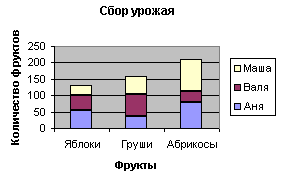 Сбор урожая
Количество фруктов
250
200
150
100
50
0
Яблоки Груши Абрикосы
Фрукты
Маша
Валя
Аня